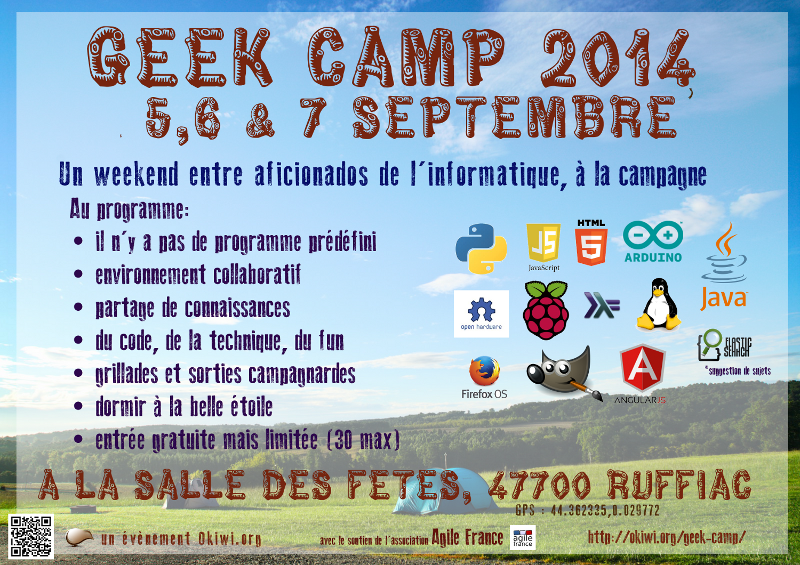 GEEK CAMP 2014
5,6 & 7 SEPTEMBRE
Un weekend entre aficionados de l'informatique, à la campagne
Au programme:
• il n'y a pas de programme prédéfini
• environnement collaboratif
• partage de connaissances
• du code, de la technique, du fun
• grillades et sorties campagnardes
• dormir à la belle étoile
• entrée gratuite mais limitée (30 max)
JS
JavaScript
HTML
5
ARDUINO
Java
open hardware
ELASTIC
SEARCH
*suggestion de sujets
Firefox OS
A
ANGULARJS
A LA SALLE DES FETES, 47700 RUFFIAC
GPS : 44.362335,0.029772
un évènement Okiwi.org
avec le soutien de l'association Agile France
agile
france
http://okiwi.org/geek-camp/